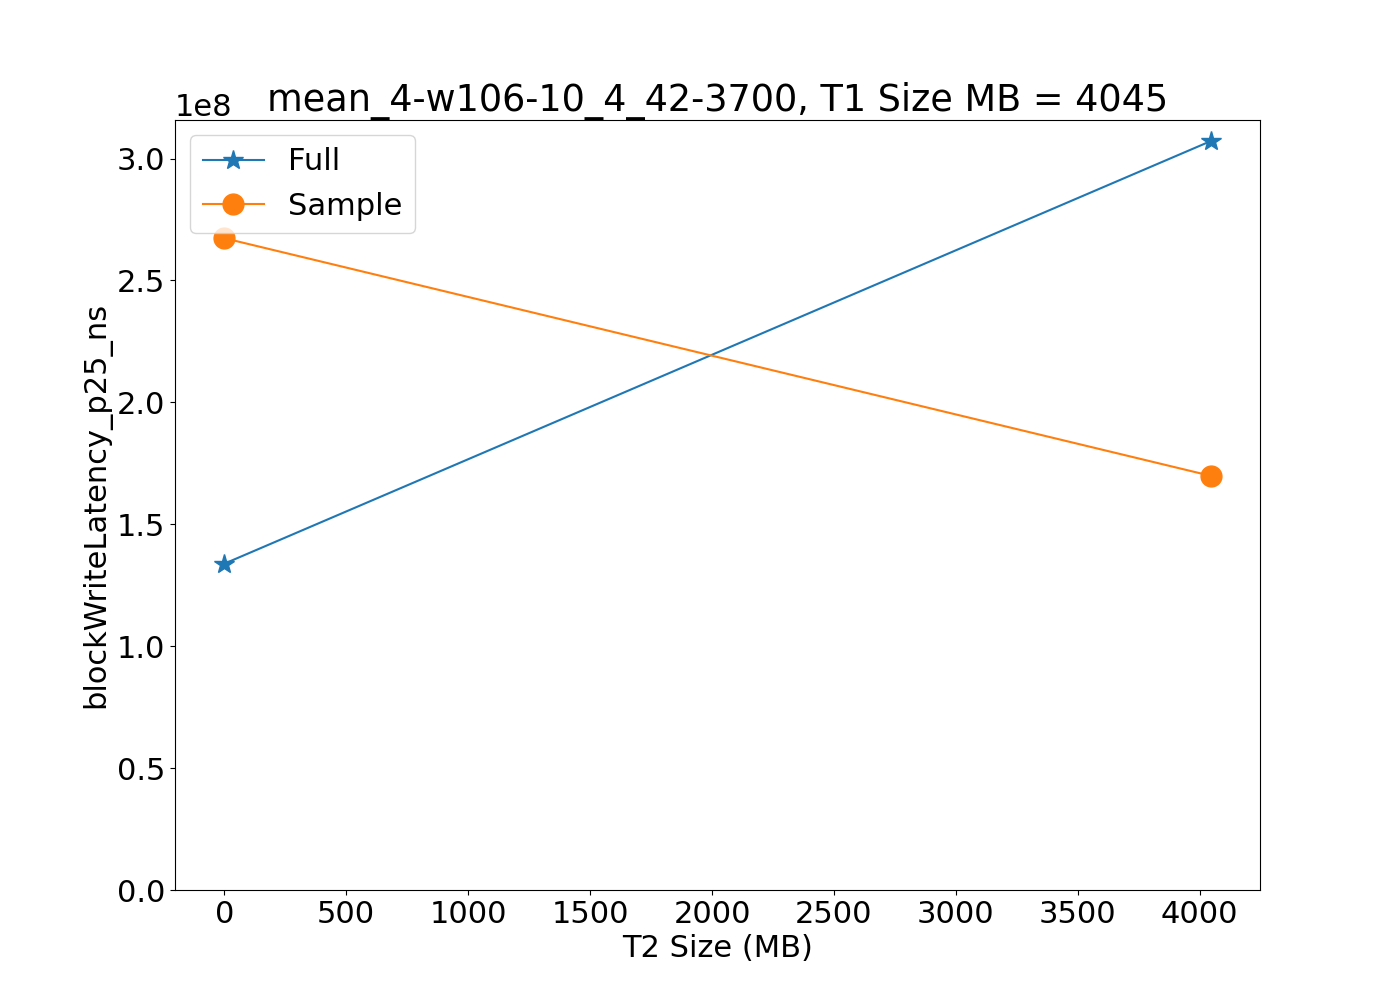 mean_4-w106-10_4_42-3700, T1 Size MB = 4045
1e8
Full
Sample
3.0
2.5
2.0
1.5
1.0
0.5
0.0
blockWriteLatency_p25_ns
0 500 1000 1500 2000 2500 3000 3500 4000
T2 Size (MB)